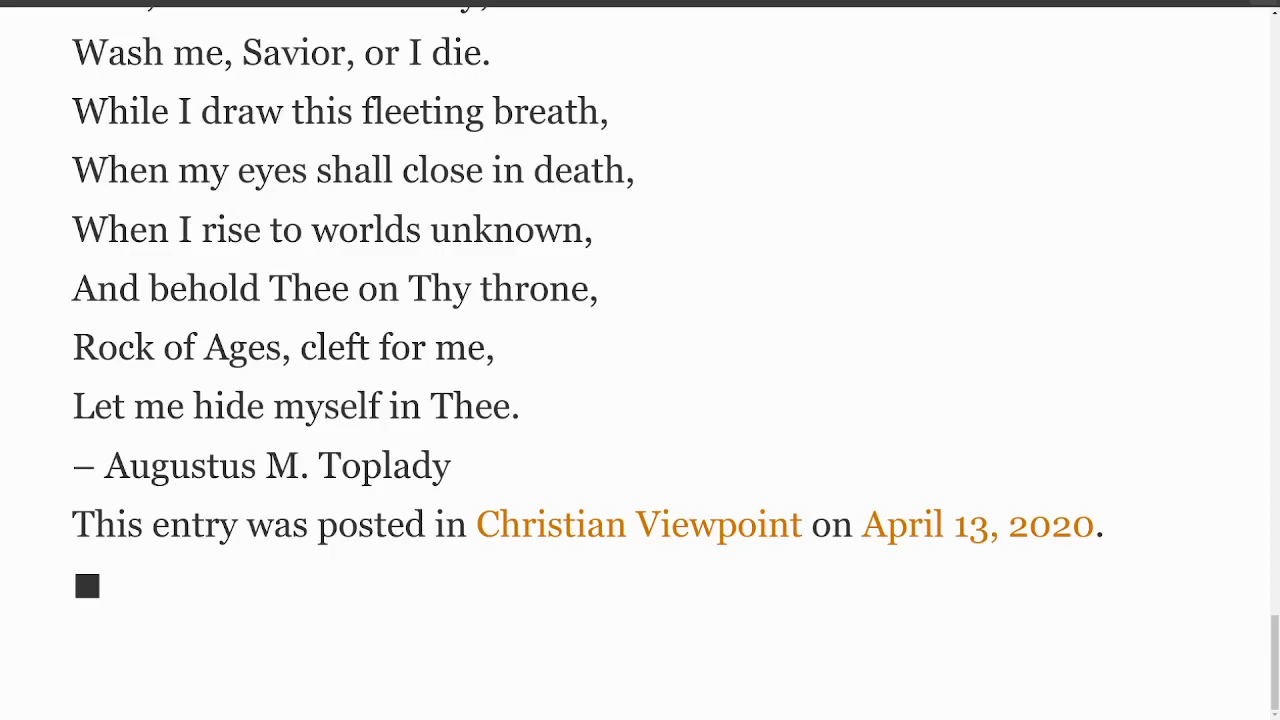 Wash me, Savior, or I die.
While I draw this fleeting breath,
When my eyes shall close in death,
When I rise to worlds unknown,
And behold Thee on Thy throne,
Rock of Ages, cleft for me,
Let me hide myself in Thee.
– Augustus M. Toplady
This entry was posted in Christian Viewpoint on April 13, 2020.